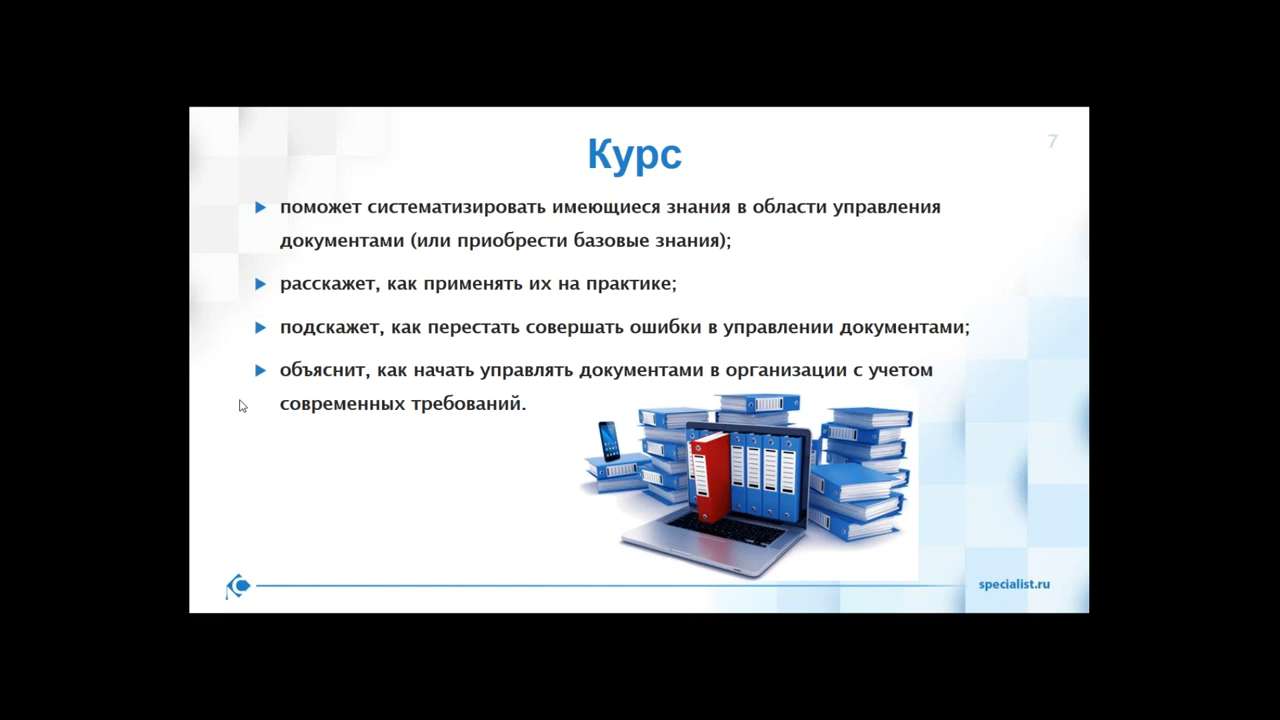 7
Курс
поможет систематизировать имеющиеся знания в области управления
документами (или приобрести базовые знания);
расскажет, как применять их на практике;
подскажет, как перестать совершать ошибки в управлении документами;
объяснит, как начать управлять документами в организации с учетом
современных требований.
specialist.ru